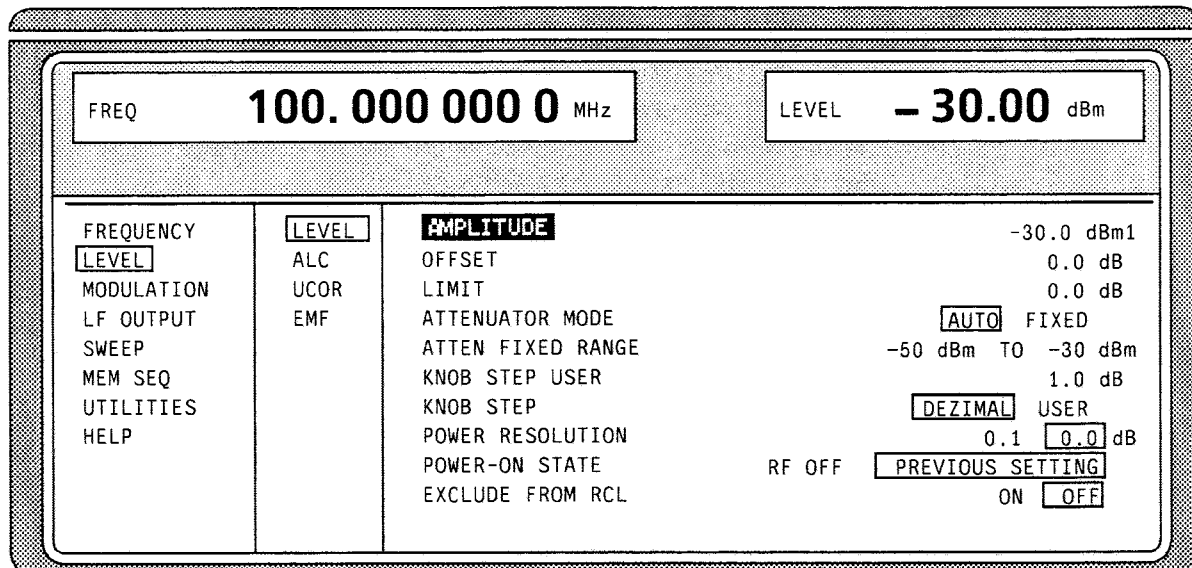 FREQ 100. 000 000 0 MHz LEVEL – 30.00 dBm
FREQUENCY LEVEL AMPLITUDE -30.0 dBm1
LEVEL ALC OFFSET 0.0 dB
MODULATION UCOR LIMIT 0.0 dB
LF OUTPUT EMF ATTENUATOR MODE AUTO FIXED
SWEEP ATTEN FIXED RANGE -50 dBm TO -30 dBm
MEM SEQ KNOB STEP USER 1.0 dB
UTILITIES KNOB STEP DEZIMAL USER
HELP POWER RESOLUTION 0.1 0.0 dB
POWER-ON STATE RF OFF PREVIOUS SETTING
EXCLUDE FROM RCL ON OFF